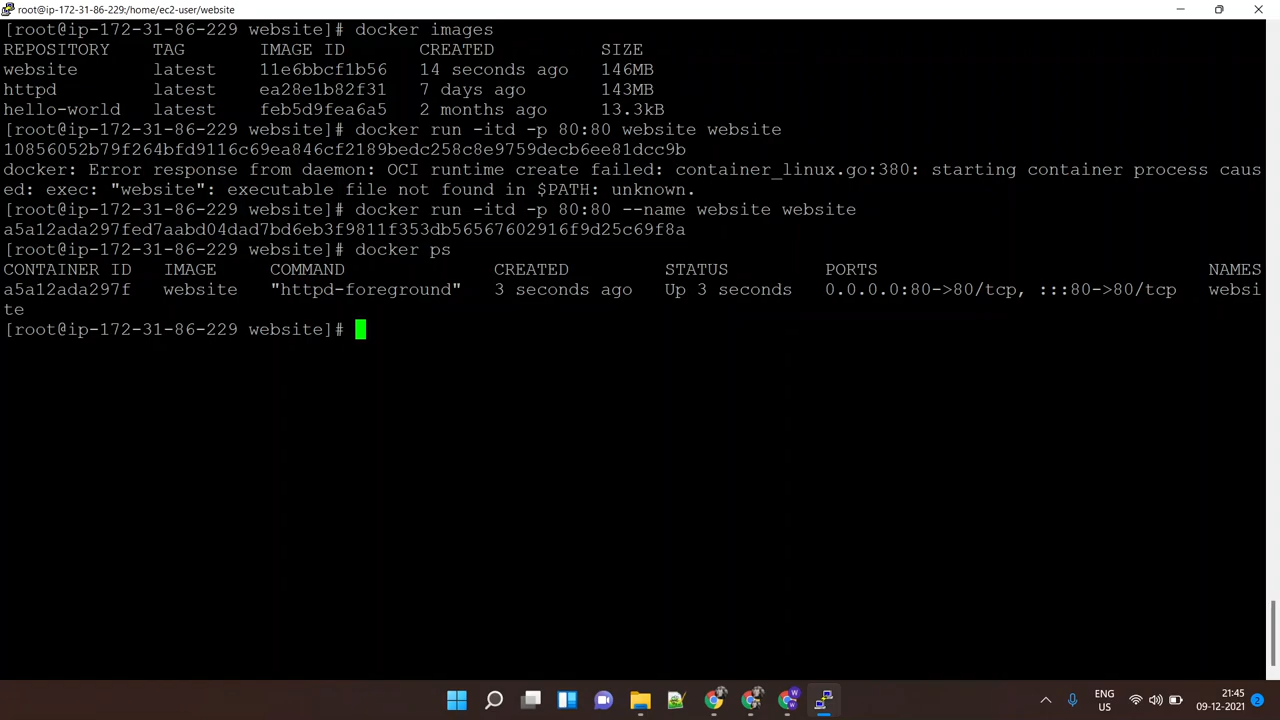 root@ip-172-31-86-229:/home/ec2-user/website
[root@ip-172-31-86-229 website]# docker images
REPOSITORY TAG IMAGE ID CREATED SIZE
website latest 11e6bbcf1b56 14 seconds ago 146MB
httpd latest ea28e1b82f31 7 days ago 143MB
hello-world latest feb5d9fea6a5 2 months ago 13.3kB
[root@ip-172-31-86-229 website]# docker run -itd -p 80:80 website website
10856052b79f264bfd9116c69ea846cf2189bedc258c8e9759decb6ee81dcc9b
docker: Error response from daemon: OCI runtime create failed: container_linux.go:380: starting container process caus
ed: exec: "website": executable file not found in $PATH: unknown.
[root@ip-172-31-86-229 website]# docker run -itd -p 80:80 --name website website
a5a12ada297fed7aabd04dad7bd6eb3f9811f353db56567602916f9d25c69f8a
[root@ip-172-31-86-229 website]# docker ps
CONTAINER ID IMAGE COMMAND CREATED STATUS PORTS NAMES
a5a12ada297f website "httpd-foreground" 3 seconds ago Up 3 seconds 0.0.0.0:80->80/tcp, :::80->80/tcp websi
te
[root@ip-172-31-86-229 website]#
ENG
US
21:45
09-12-2021
2